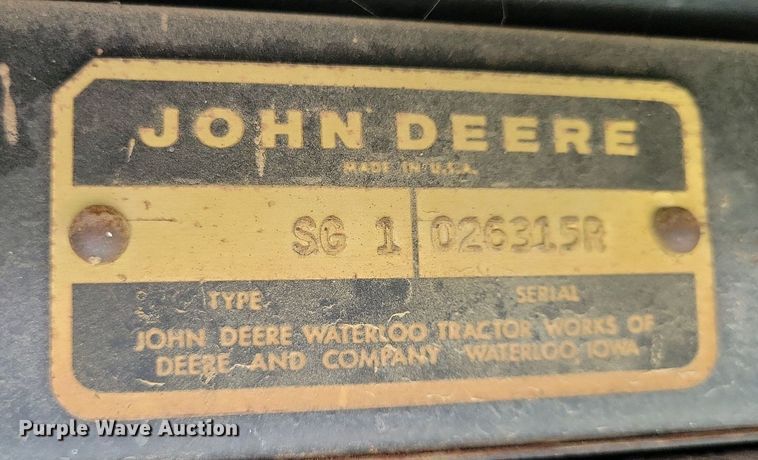 JOHN DEERE
MADE IN U.S.A.
SG 1 026315R
TYPE SERIAL
JOHN DEERE WATERLOO TRACTOR WORKS OF
DEERE AND COMPANY WATERLOO, IOWA
Purple Wave Auction